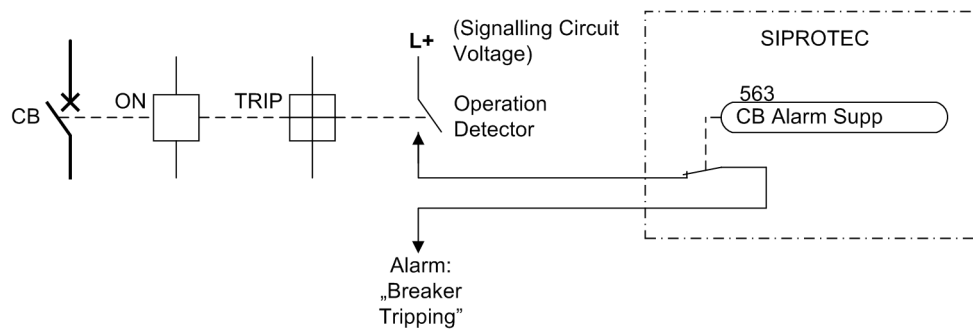 (Signalling Circuit
Voltage)
L+
SIPROTEC
ON
TRIP
CB
Operation
Detector
563
CB Alarm Supp
Alarm:
„Breaker
Tripping”